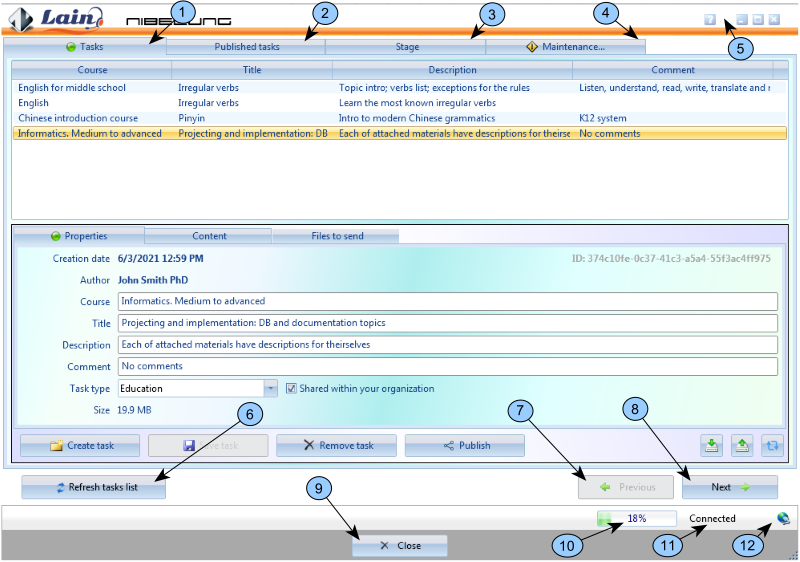 1
2
3
4
Lain
NIBELUNG
?
5
Tasks
Published tasks
Stage
Maintenance...
Course
Title
Description
Comment
English for middle school
Irregular verbs
Topic intro; verbs list; exceptions for the rules
Listen, understand, read, write, translate and r
English
Irregular verbs
Learn the most known irregular verbs
Chinese introduction course
Pinyin
Intro to modern Chinese grammatics
K12 system
Informatics. Medium to advanced
Projecting and implementation: DB
Each of attached materials have descriptions for theirse
No comments
Properties
Content
Files to send
Creation date 6/3/2021 12:59 PM
ID: 374c10fe-0c37-41c3-a5a4-55f3ac4ff975
Author John Smith PhD
Course Informatics. Medium to advanced
Title Projecting and implementation: DB and documentation topics
Description Each of attached materials have descriptions for theirselves
Comment No comments
Task type Education
Shared within your organization
Size 19.9 MB
6
7
8
Create task
Save task
Remove task
Publish
Refresh tasks list
9
Previous
Next
18%
Connected
10
11
12
Close